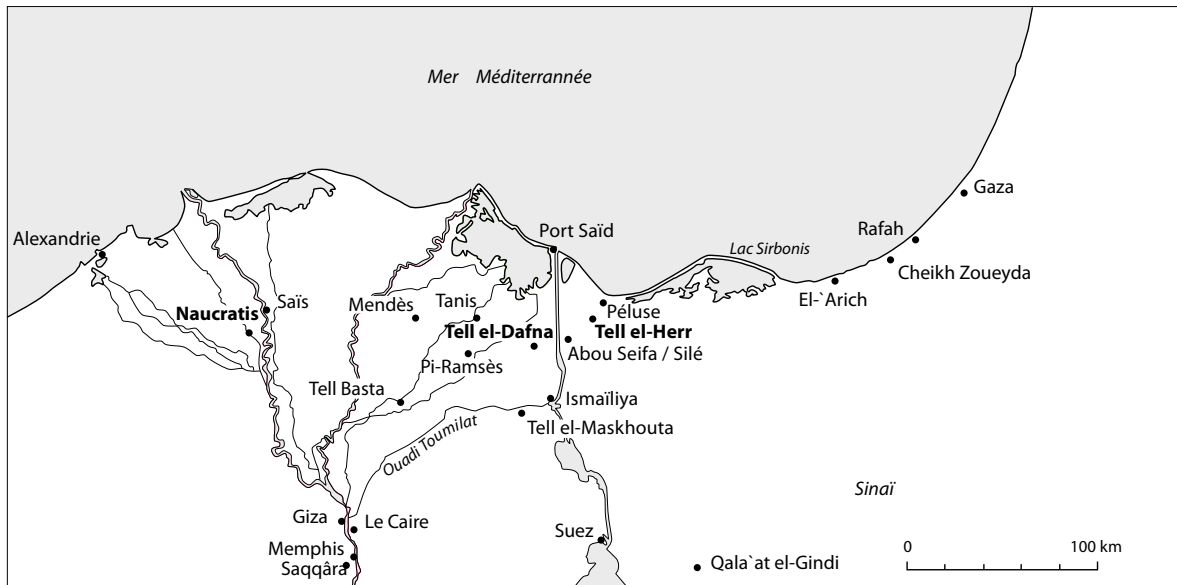 Mer Méditerrannée
Gaza
Alexandrie
Port Saïd
Rafah
Lac Sirbonis
Cheikh Zoueyda
El-`Arich
Saïs
Mendès
Tanis
Péluse
Naucratis
Tell el-Dafna
Tell el-Herr
Abou Seifa / Silé
Pi-Ramsès
Tell Basta
Ismaïliya
Tell el-Maskhouta
Ouadi Toumilat
Sinaï
Giza
Le Caire
Suez
0 100 km
Memphis
Saqqâra
Qala`at el-Gindi